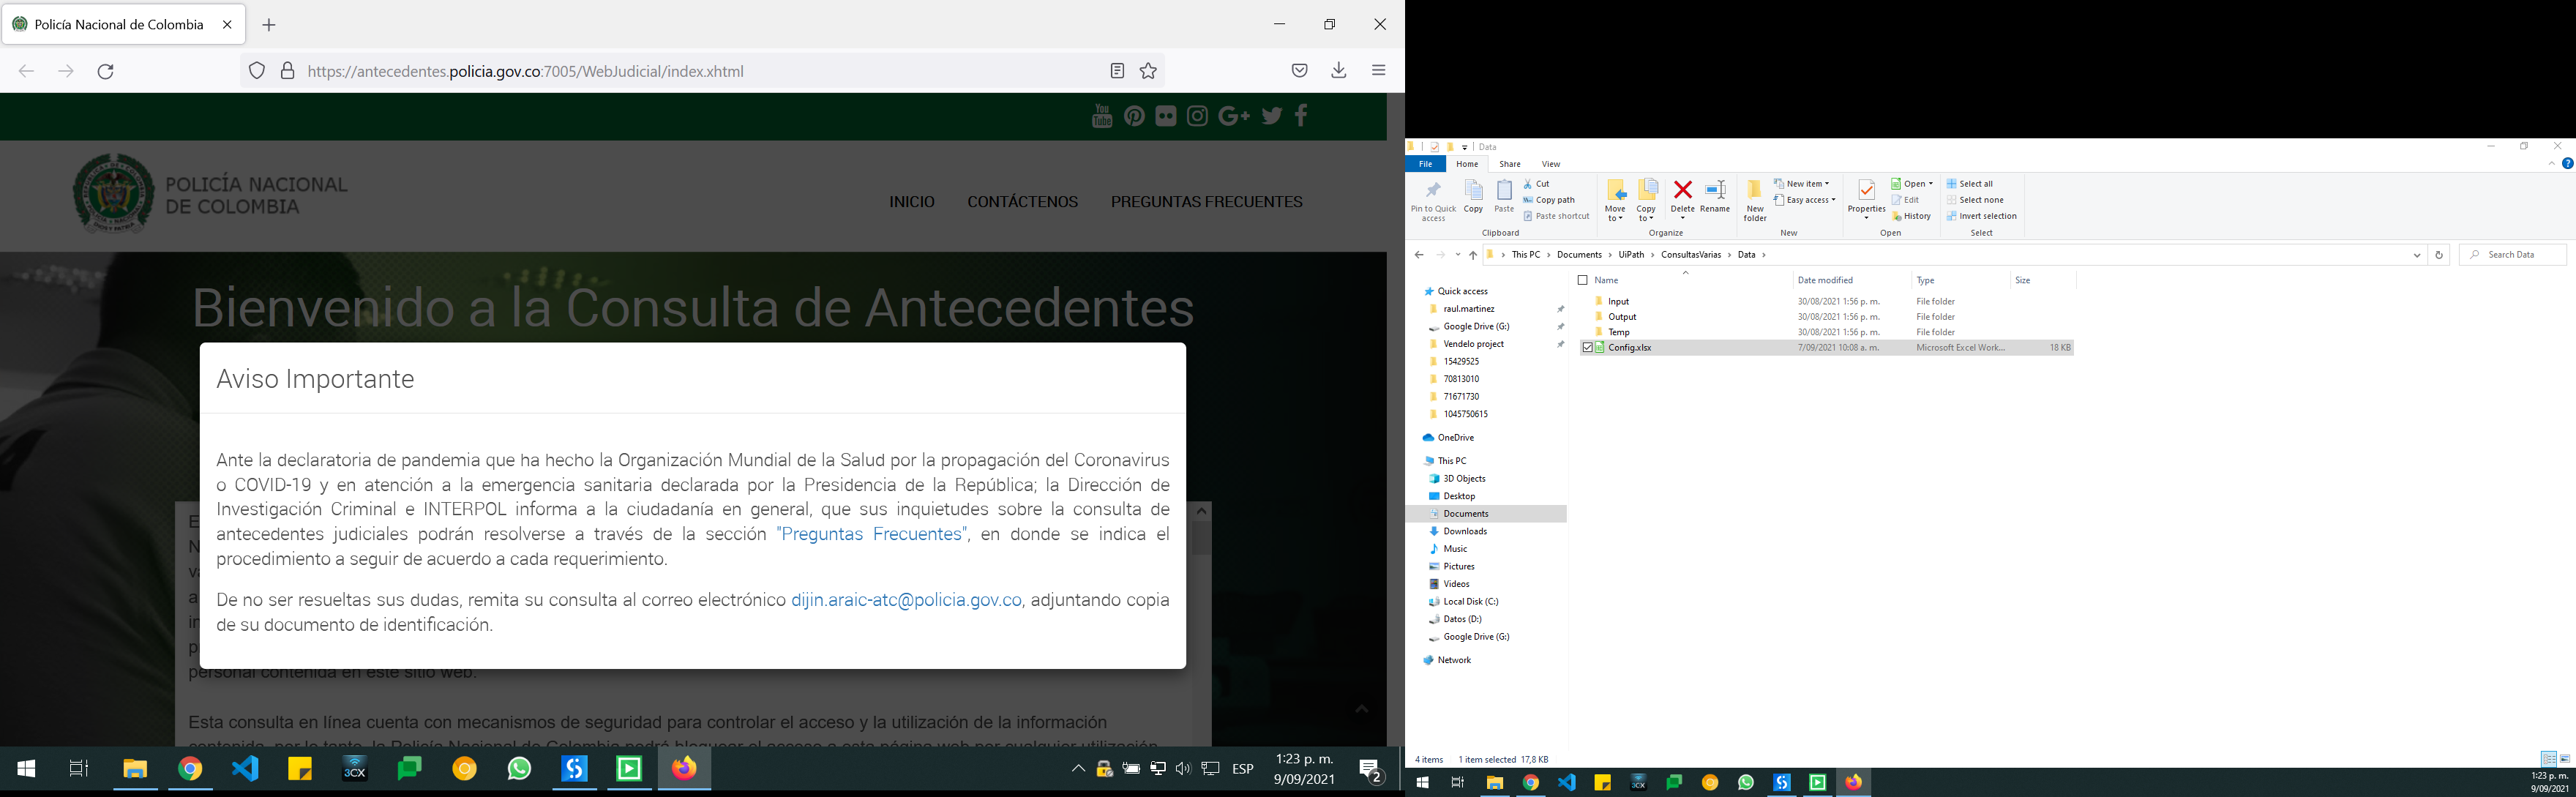 Policía Nacional de Colombia
https://antecedentes.policia.gov.co:7005/WebJudicial/index.xhtml
You
Tube
POLICÍA NACIONAL
DE COLOMBIA
INICIO CONTÁCTENOS PREGUNTAS FRECUENTES
Bienvenido a la Consulta de Antecedentes
Aviso Importante
Ante la declaratoria de pandemia que ha hecho la Organización Mundial de la Salud por la propagación del Coronavirus
o COVID-19 y en atención a la emergencia sanitaria declarada por la Presidencia de la República; la Dirección de
Investigación Criminal e INTERPOL informa a la ciudadanía en general, que sus inquietudes sobre la consulta de
antecedentes judiciales podrán resolverse a través de la sección "Preguntas Frecuentes", en donde se indica el
procedimiento a seguir de acuerdo a cada requerimiento.
De no ser resueltas sus dudas, remita su consulta al correo electrónico dijin.araic-atc@policia.gov.co, adjuntando copia
de su documento de identificación.
personal contenida en este sitio web.
Esta consulta en línea cuenta con mecanismos de seguridad para controlar el acceso y la utilización de la información
3CX
ESP
1:23 p. m.
9/09/2021
2
Data
File Home Share View
Pin to Quick
access
Copy
Paste
Cut
Copy path
Paste shortcut
Clipboard
Move
to
Copy
to
Delete
Rename
Organize
New
folder
New item
Easy access
New
Properties
Open
Edit
History
Open
Select all
Select none
Invert selection
Select
This PC > Documents > UiPath > ConsultasVarias > Data >
Search Data
Quick access
raul.martinez
Google Drive (G:)
Vendelo project
15429525
70813010
71671730
1045750615
OneDrive
This PC
3D Objects
Desktop
Documents
Downloads
Music
Pictures
Videos
Local Disk (C:)
Datos (D:)
Google Drive (G:)
Network
Name Date modified Type Size
Input 30/08/2021 1:56 p. m. File folder
Output 30/08/2021 1:56 p. m. File folder
Temp 30/08/2021 1:56 p. m. File folder
Config.xlsx 7/09/2021 10:08 a. m. Microsoft Excel Work... 18 KB
4 items 1 item selected 17,8 KB
3CX
1:23 p. m.
9/09/2021